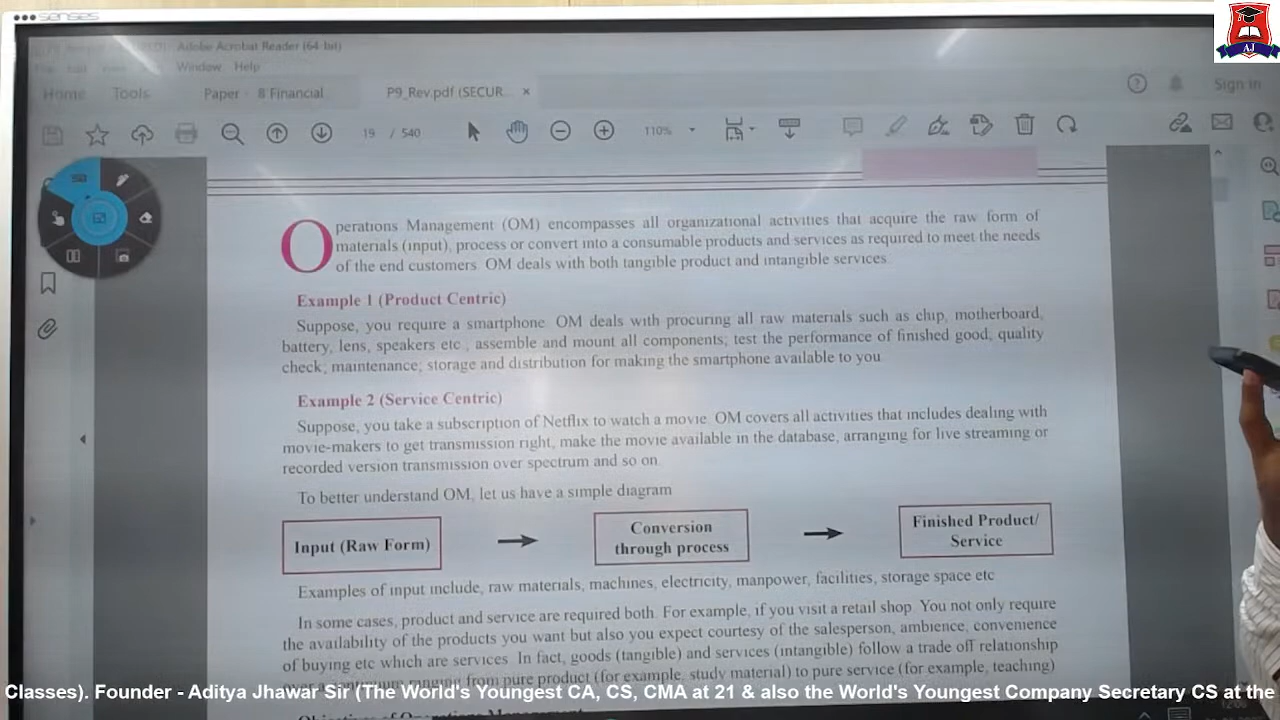 senses
Adobe Acrobat Reader (64-bit)
Window Help
Home Tools Paper - 8 Financial P9_Rev.pdf (SECUR... × Sign In
19 / 540 110%
Operations Management (OM) encompasses all organizational activities that acquire the raw form of
materials (input), process or convert into a consumable products and services as required to meet the needs
of the end customers. OM deals with both tangible product and intangible services.
Example 1 (Product Centric)
Suppose, you require a smartphone. OM deals with procuring all raw materials such as chip, motherboard,
battery, lens, speakers etc., assemble and mount all components; test the performance of finished good, quality
check; maintenance; storage and distribution for making the smartphone available to you.
Example 2 (Service Centric)
Suppose, you take a subscription of Netflix to watch a movie. OM covers all activities that includes dealing with
movie-makers to get transmission right, make the movie available in the database, arranging for live streaming or
recorded version transmission over spectrum and so on.
To better understand OM, let us have a simple diagram
Input (Raw Form)
Conversion
through process
Finished Product/
Service
Examples of input include, raw materials, machines, electricity, manpower, facilities, storage space etc
In some cases, product and service are required both. For example, if you visit a retail shop. You not only require
the availability of the products you want but also you expect courtesy of the salesperson, ambience, convenience
of buying etc which are services. In fact, goods (tangible) and services (intangible) follow a trade off relationship
ranging from pure product (for example, study material) to pure service (for example, teaching)
Classes). Founder - Aditya Jhawar Sir (The World's Youngest CA, CS, CMA at 21 & also the World's Youngest Company Secretary CS at the
AJ